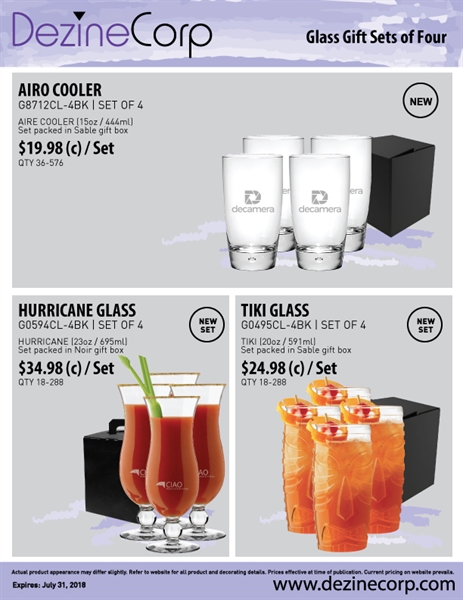 DezineCorp
Glass Gift Sets of Four
AIRO COOLER
G8712CL-4BK | SET OF 4
NEW
AIRE COOLER (15oz / 444ml)
Set packed in Sable gift box
$19.98 (c) / Set
QTY 36-576
decamera
decamera
HURRICANE GLASS
G0594CL-4BK | SET OF 4
NEW
SET
HURRICANE (23oz / 695ml)
Set packed in Noir gift box
$34.98 (c) / Set
QTY 18-288
CIAO
CIAO
TIKI GLASS
G0495CL-4BK | SET OF 4
NEW
SET
TIKI (20oz / 591ml)
Set packed in Sable gift box
$24.98 (c) / Set
QTY 18-288
Actual product appearance may differ slightly. Refer to website for all product and decorating details. Prices effective at time of publication. Current pricing on website prevails.
Expires: July 31, 2018
www.dezinecorp.com